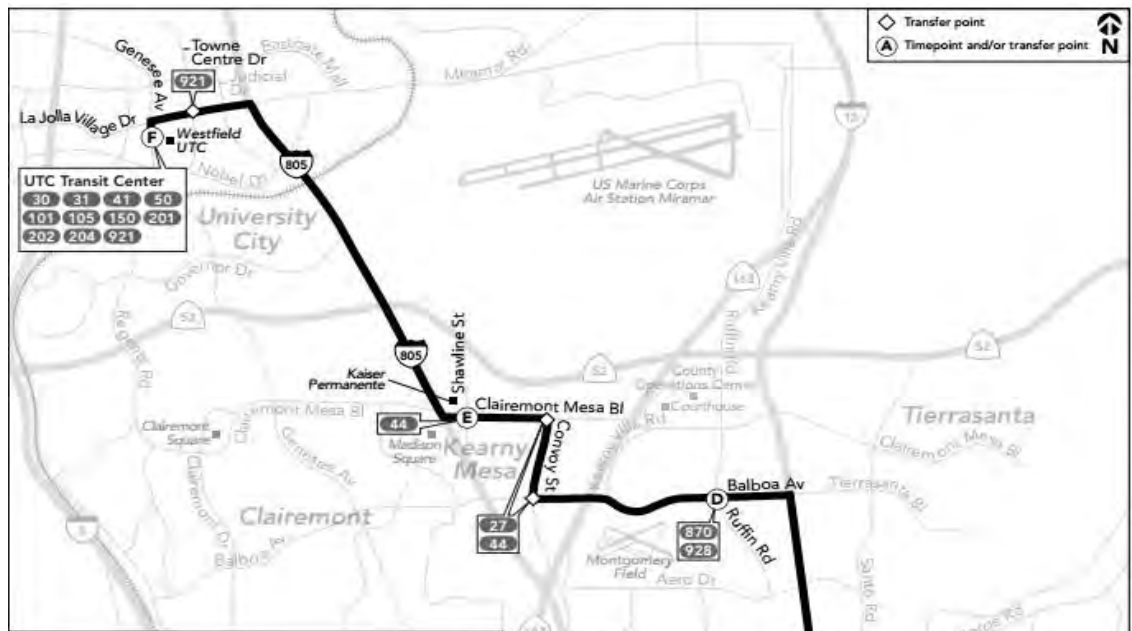 Transfer point
A Timepoint and/or transfer point
N
Genesee Av
Towne
Centre Dr
Eastgate Mall
Judicial
Dr
Miramar Rd
921
La Jolla Village Dr
F
Westfield
UTC
Nobel Dr
805
15
US Marine Corps
Air Station Miramar
UTC Transit Center
30 31 41 50
101 105 150 201
202 204 921
University
City
Governor Dr
Regents Rd
52
163
Kearny Villa Rd
Ruffin Rd
805
Shawline St
Kaiser
Permanente
52
52
County
Operations Center
Courthouse
Clairemont Mesa Bl
E
Clairemont Mesa Bl
44
Kearny Villa Rd
Tierrasanta
Clairemont Mesa Bl
Clairemont
Square
Madison
Square
Kearny
Mesa
Convoy St
Genesee Av
Clairemont Dr
Clairemont
Balboa Av
D
Balboa Av
Tierrasanta Bl
27
44
870
928
Ruffin Rd
Montgomery
Field
Aero Dr
Santo Rd
5